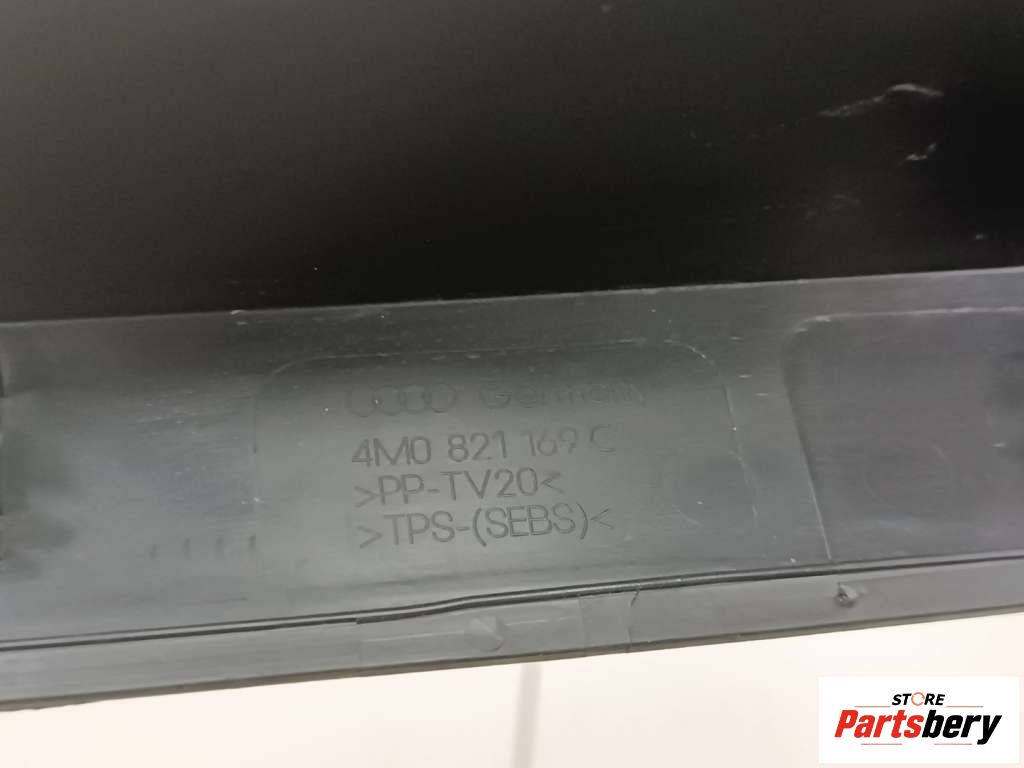 Germany
4M0 821 169 C
>PP-TV20<
>TPS-(SEBS)<
STORE
Partsbery